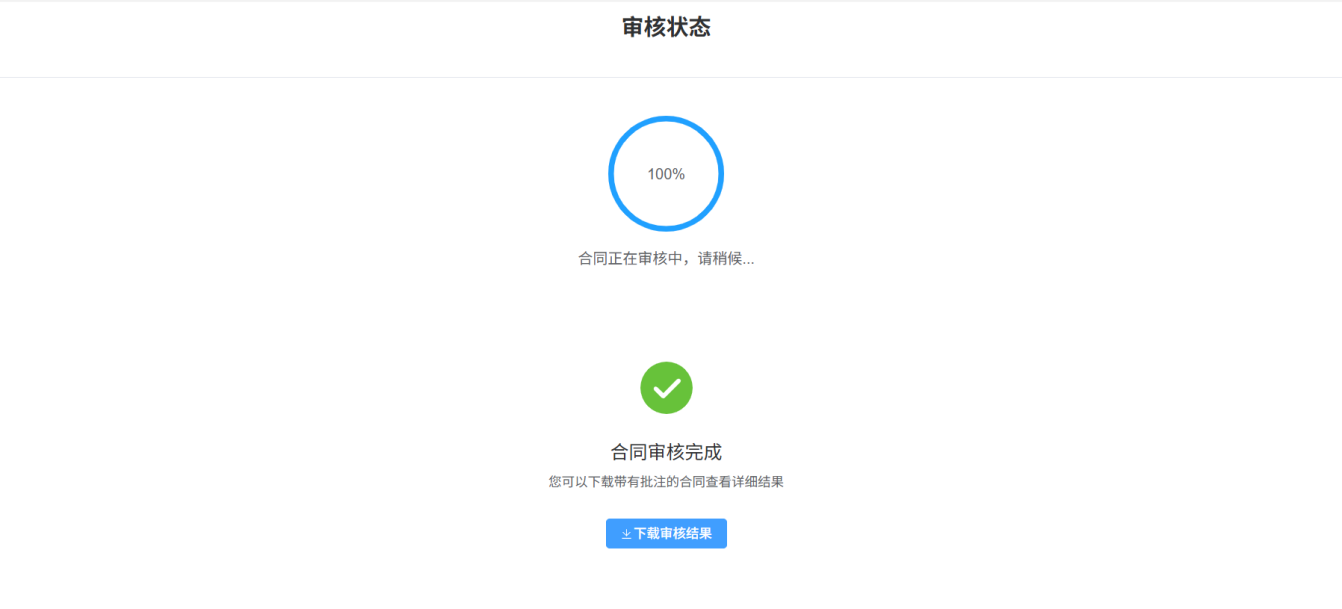 审核状态
100%
合同正在审核中，请稍候...
合同审核完成
您可以下载带有批注的合同查看详细结果
下载审核结果